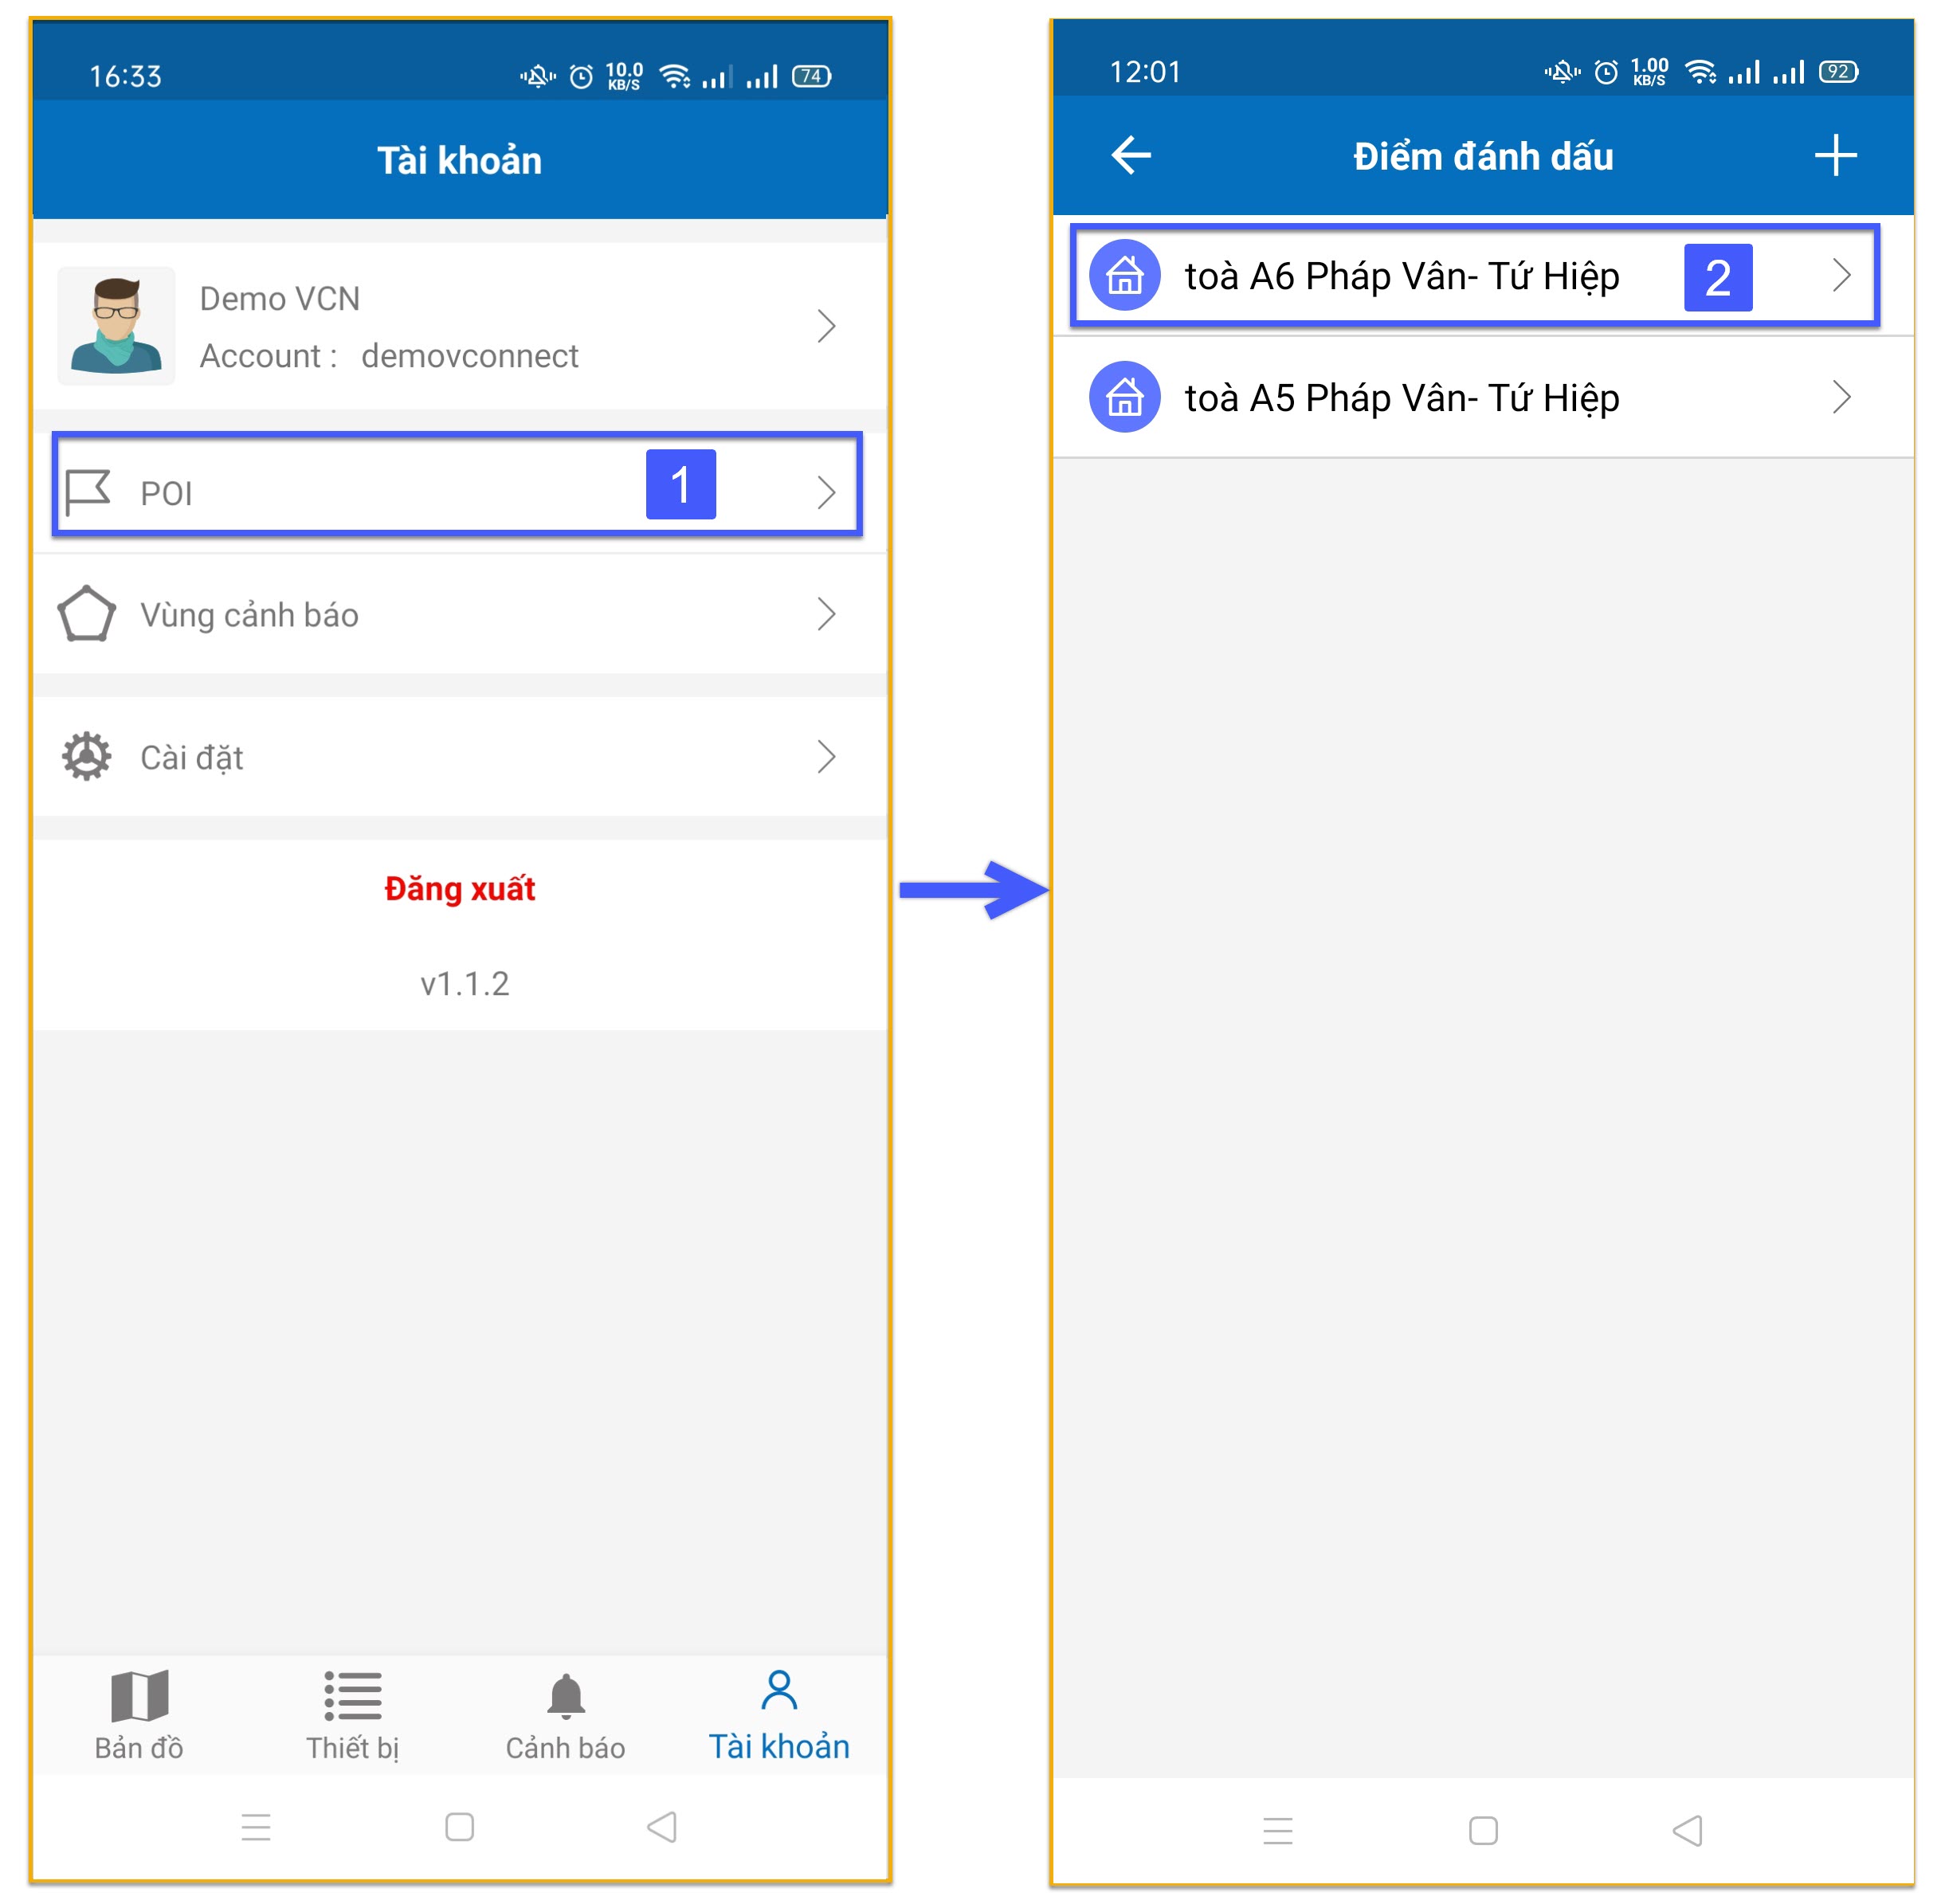 16:33
10.0
KB/S
74
Tài khoản
Demo VCN
Account : demovconnect
POI
1
Vùng cảnh báo
Cài đặt
Đăng xuất
v1.1.2
Bản đồ
Thiết bị
Cảnh báo
Tài khoản
12:01
1.00
KB/S
92
Điểm đánh dấu
toà A6 Pháp Vân- Tứ Hiệp
2
toà A5 Pháp Vân- Tứ Hiệp